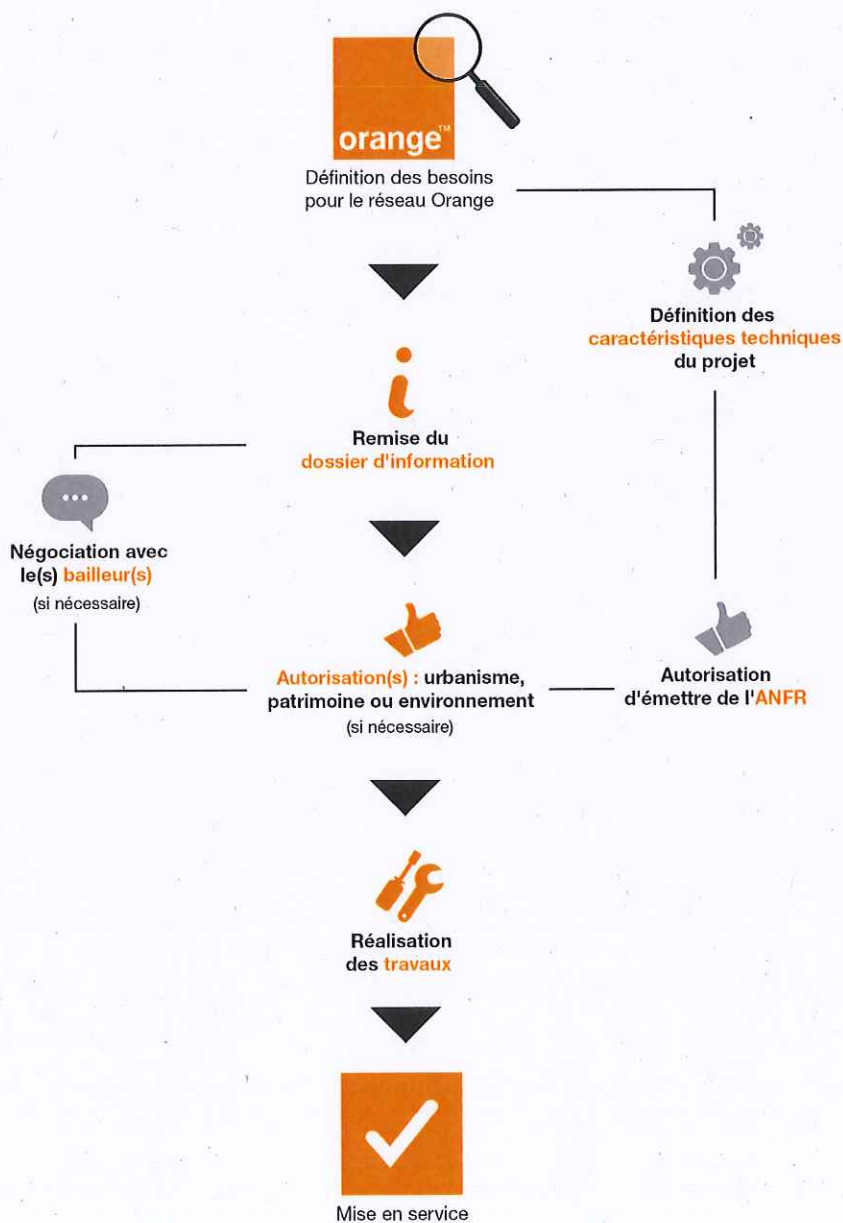 orange™
Définition des besoins
pour le réseau Orange
Définition des
caractéristiques techniques
du projet
Remise du
dossier d'information
Négociation avec
le(s) bailleur(s)
(si nécessaire)
Autorisation(s) : urbanisme,
patrimoine ou environnement
(si nécessaire)
Autorisation
d'émettre de l'ANFR
Réalisation
des travaux
Mise en service